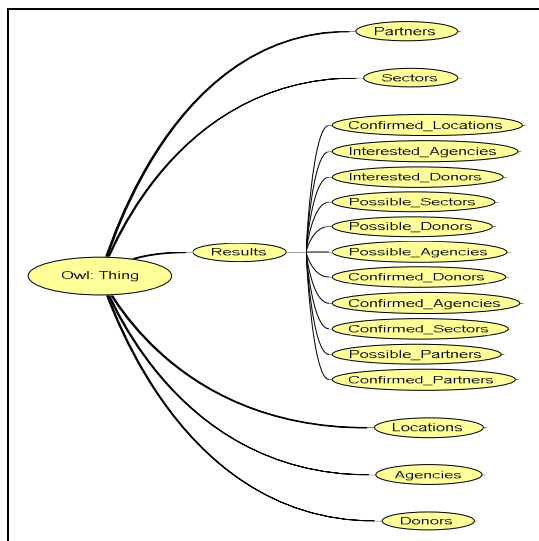 Partners
Sectors
Confirmed_Locations
Interested_Agencies
Interested_Donors
Possible_Sectors
Possible_Donors
Results
Possible_Agencies
Owl: Thing
Confirmed_Donors
Confirmed_Agencies
Confirmed_Sectors
Possible_Partners
Confirmed_Partners
Locations
Agencies
Donors